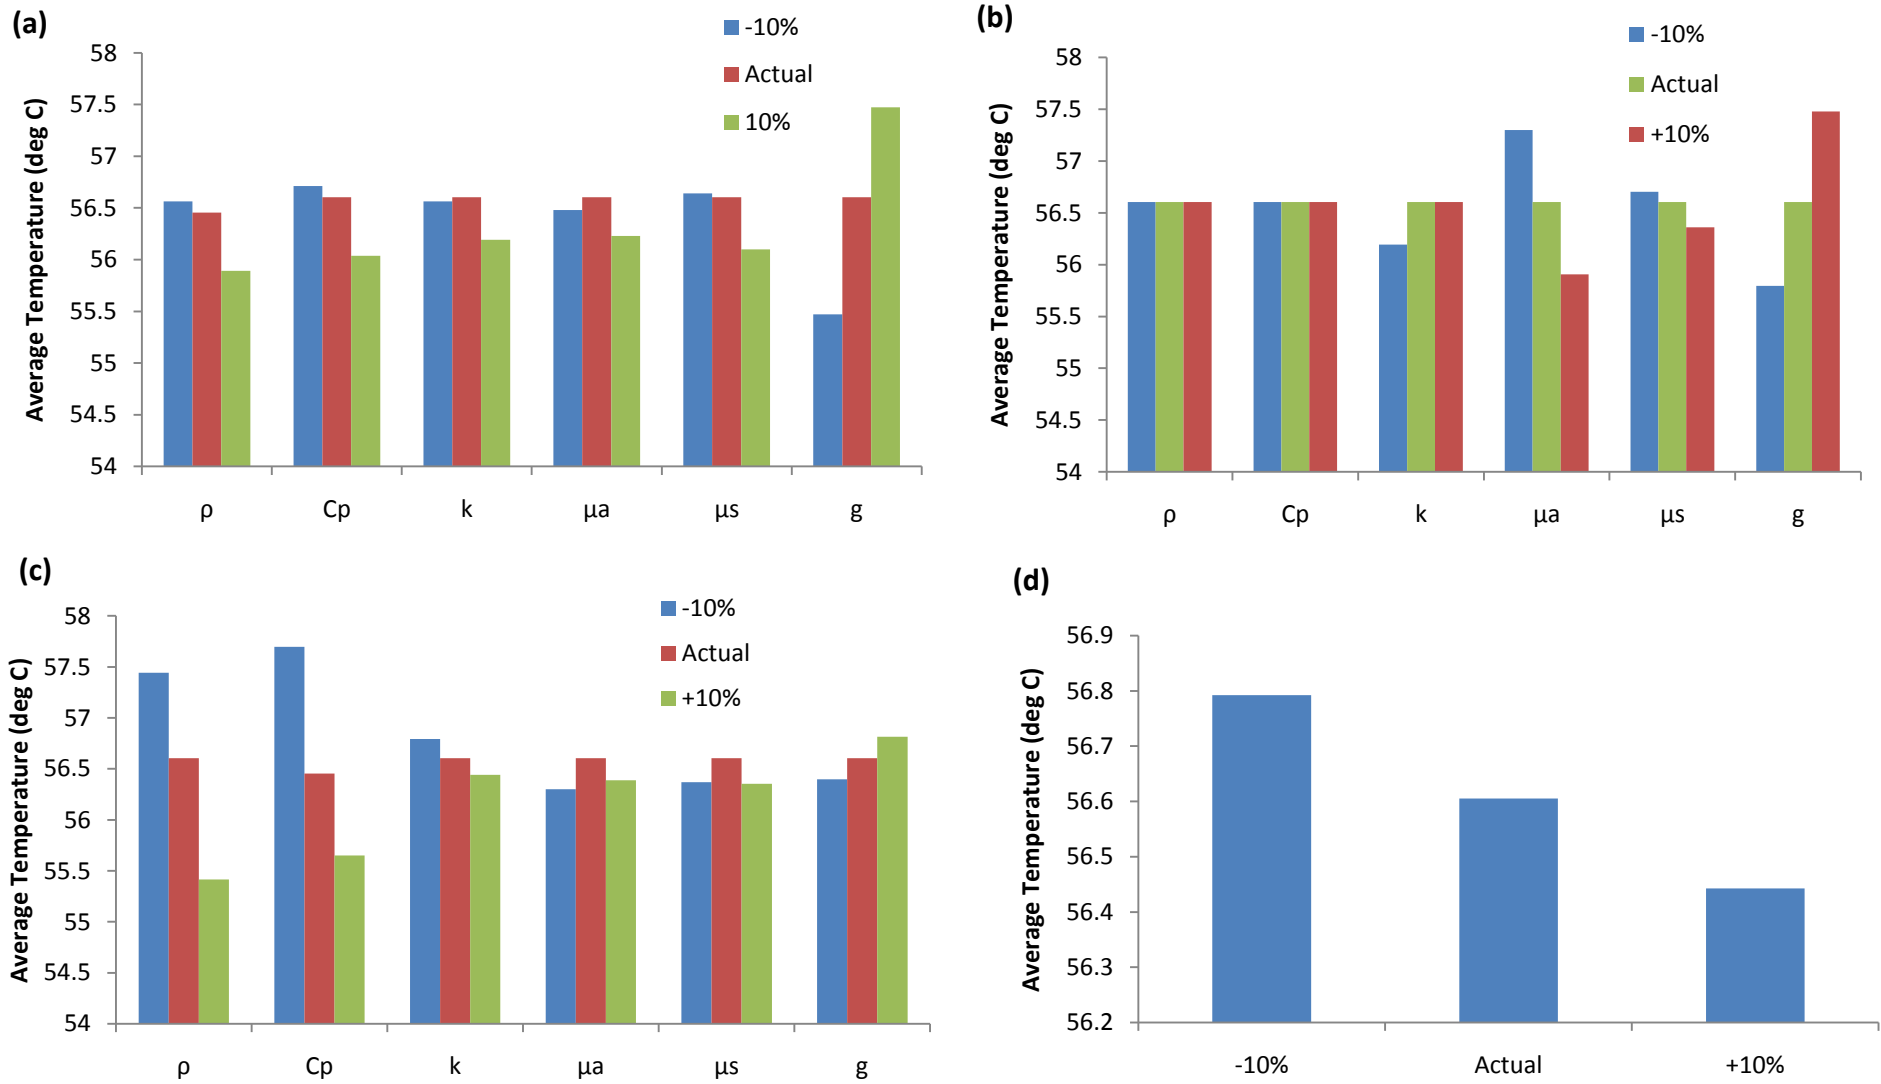 (a)
-10%
Actual
10%
Average Temperature (deg C)
58
57.5
57
56.5
56
55.5
55
54.5
54
ρ Cp k μa μs g
(b)
-10%
Actual
+10%
Average Temperature (deg C)
58
57.5
57
56.5
56
55.5
55
54.5
54
ρ Cp k μa μs g
(c)
-10%
Actual
+10%
Average Temperature (deg C)
58
57.5
57
56.5
56
55.5
55
54.5
54
ρ Cp k μa μs g
(d)
Average Temperature (deg C)
56.9
56.8
56.7
56.6
56.5
56.4
56.3
56.2
-10% Actual +10%